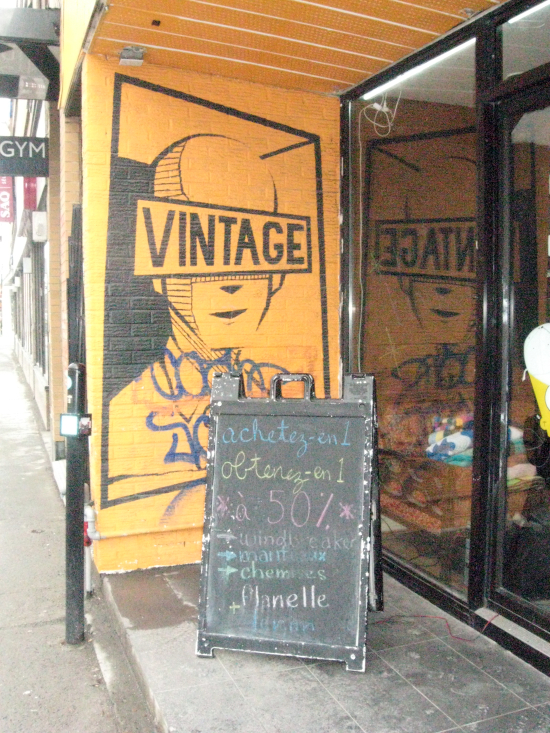 GYM
VINTAGE
achetez-en 1
obtenez-en 1
*à 50%*
→windbreaker
→manteaux
→chemises
+ flanelle